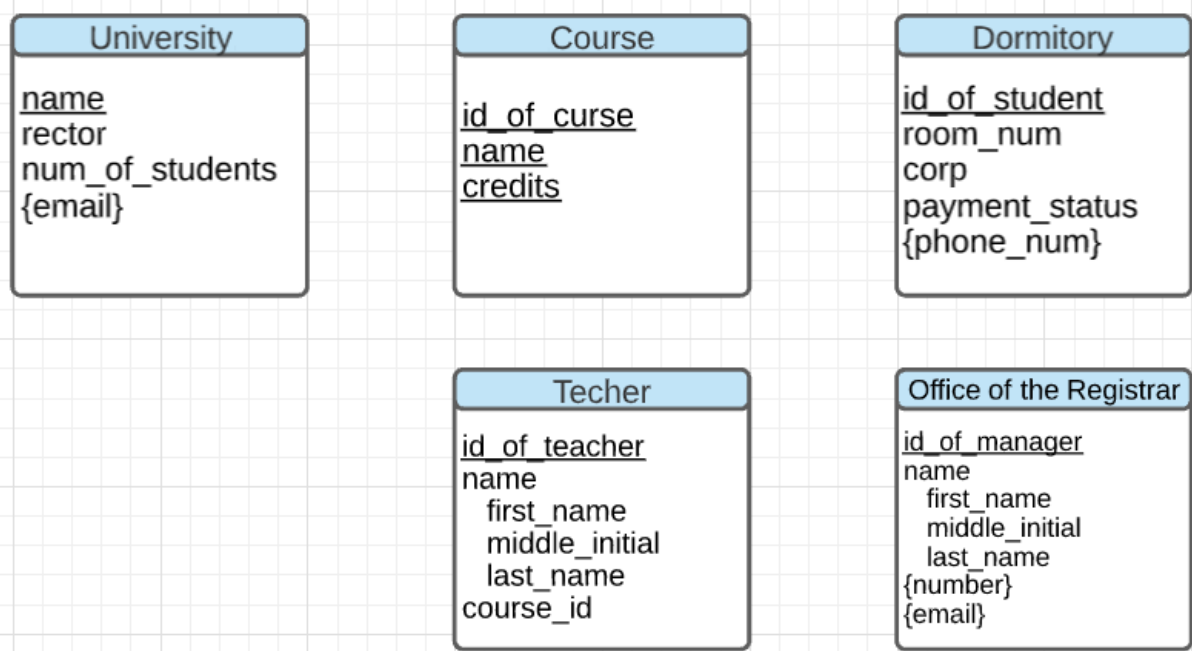 University
name
rector
num_of_students
{email}
Course
id_of_curse
name
credits
Dormitory
id_of_student
room_num
corp
payment_status
{phone_num}
Techer
id_of_teacher
name
first_name
middle_initial
last_name
course_id
Office of the Registrar
id_of_manager
name
first_name
middle_initial
last_name
{number}
{email}